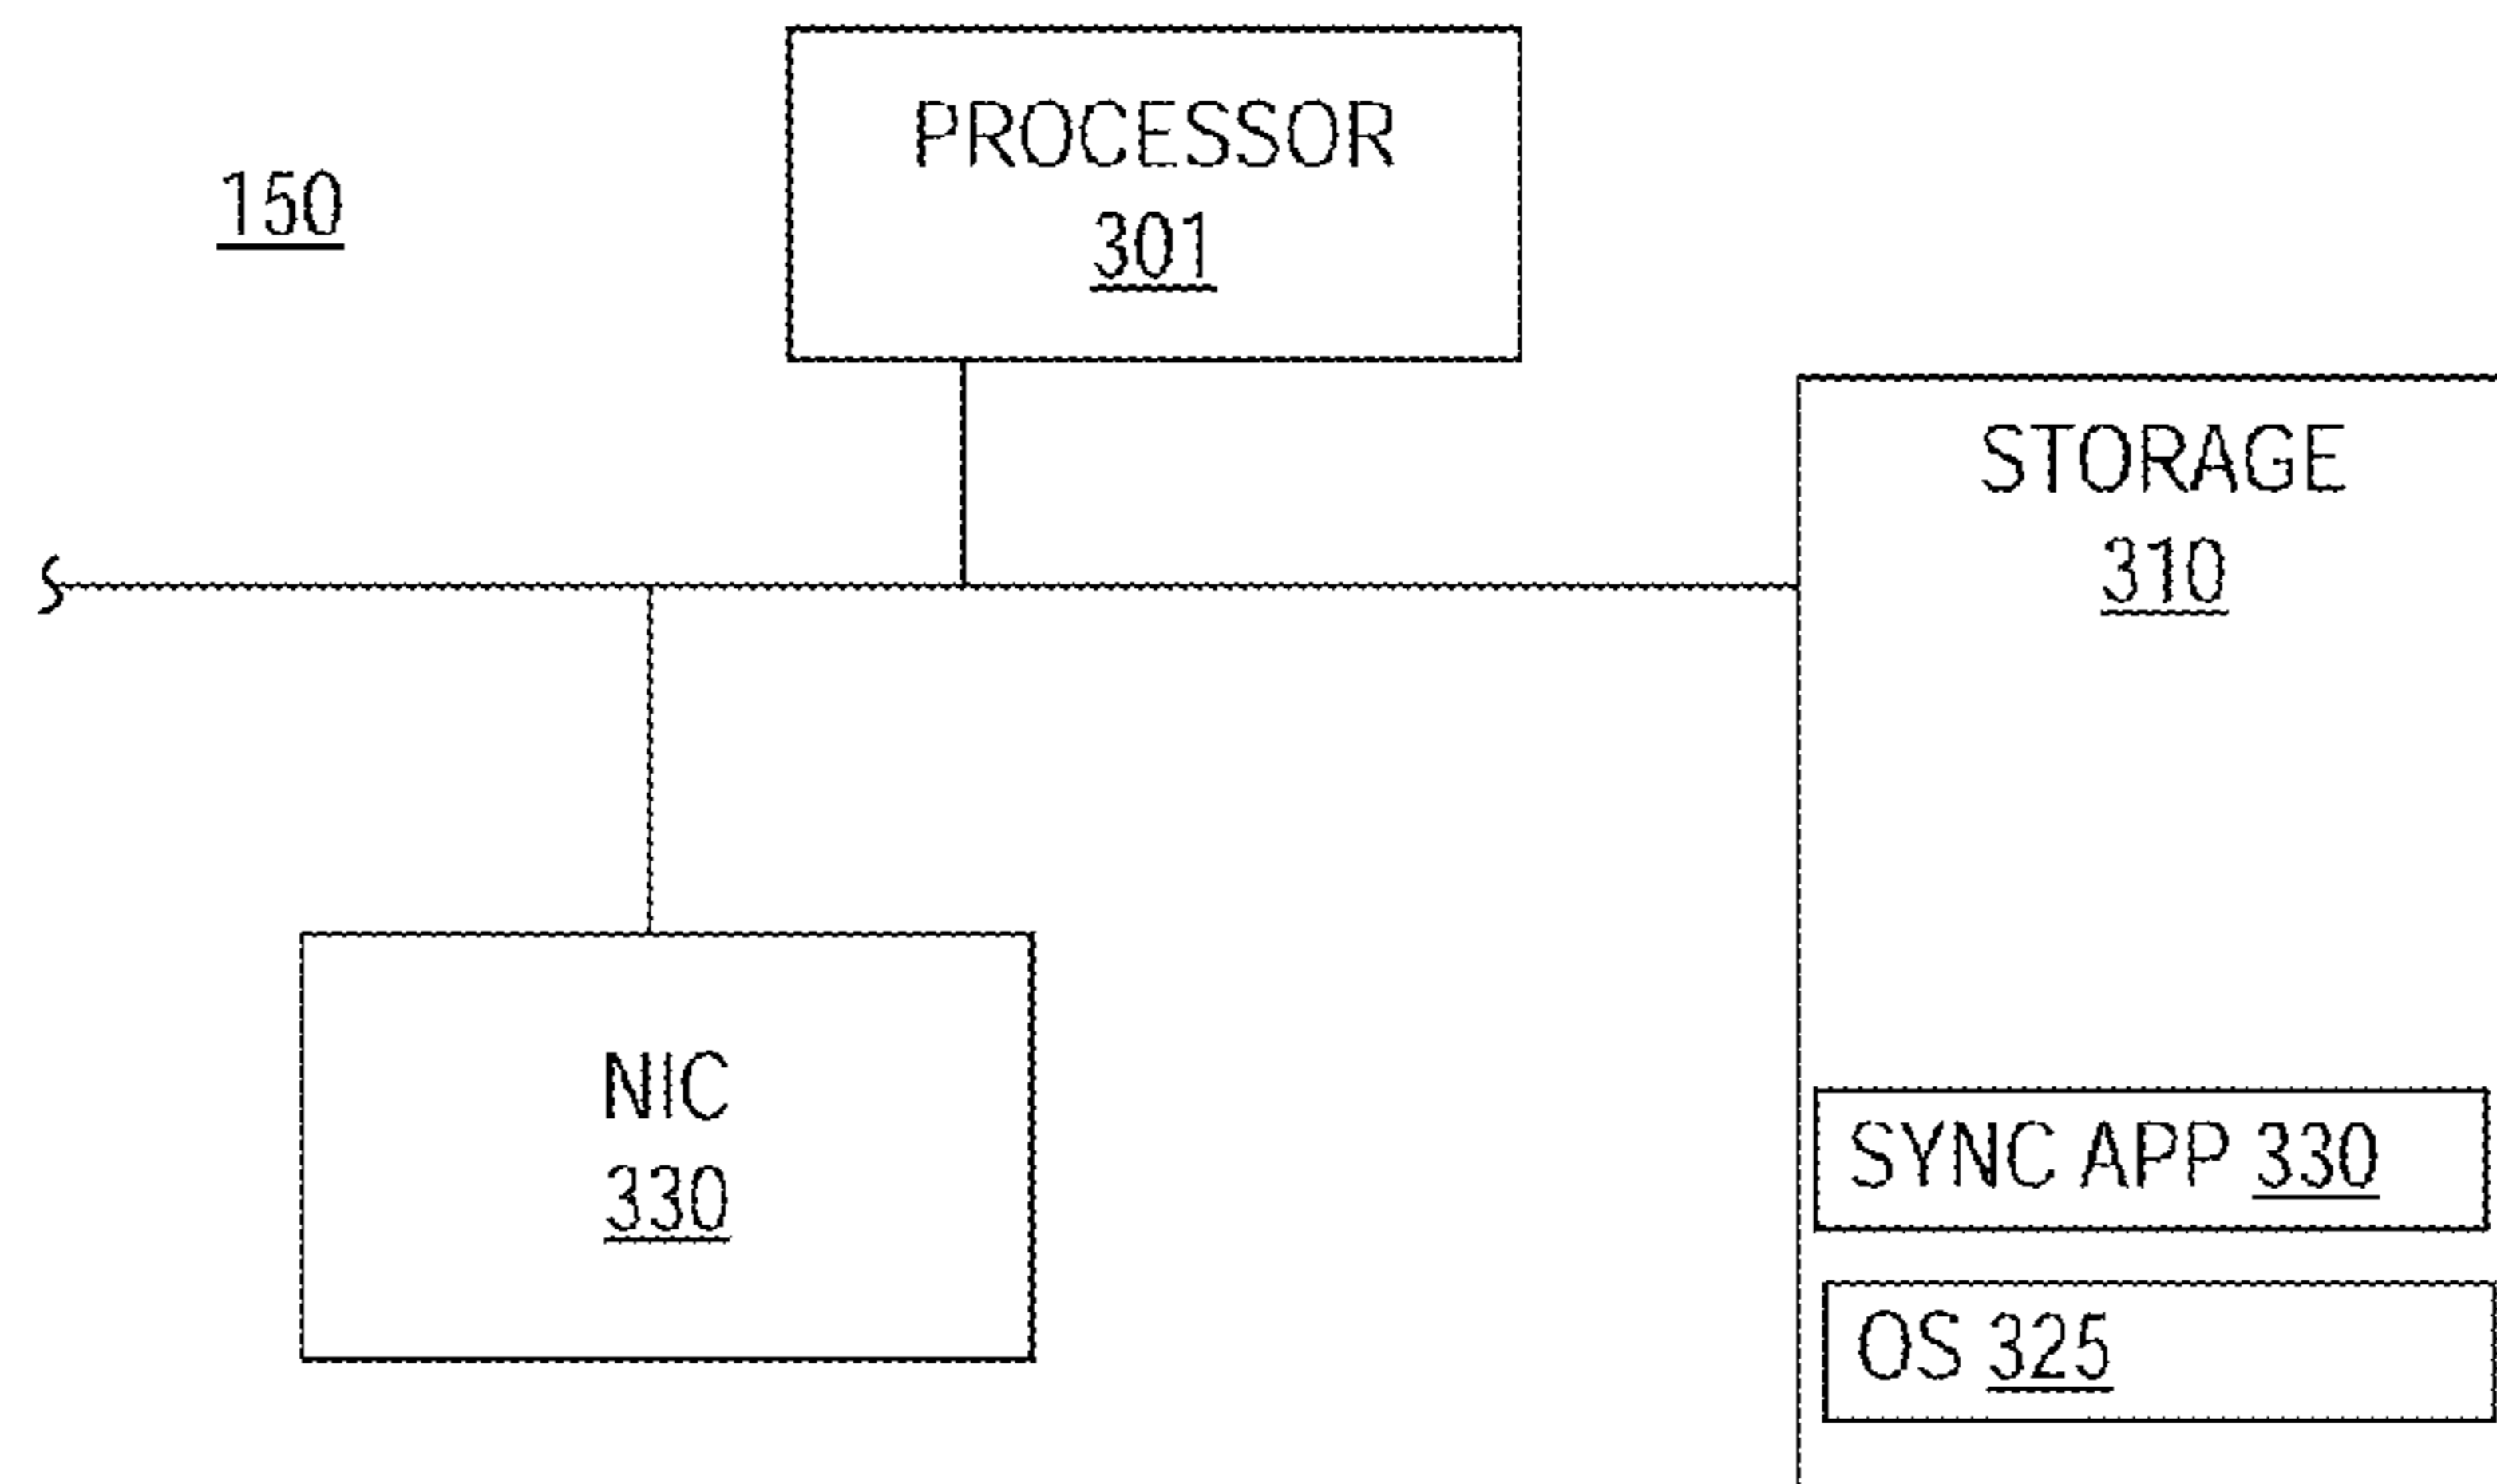 PROCESSOR
301
150
STORAGE
310
NIC
330
SYNC APP 330
OS 325